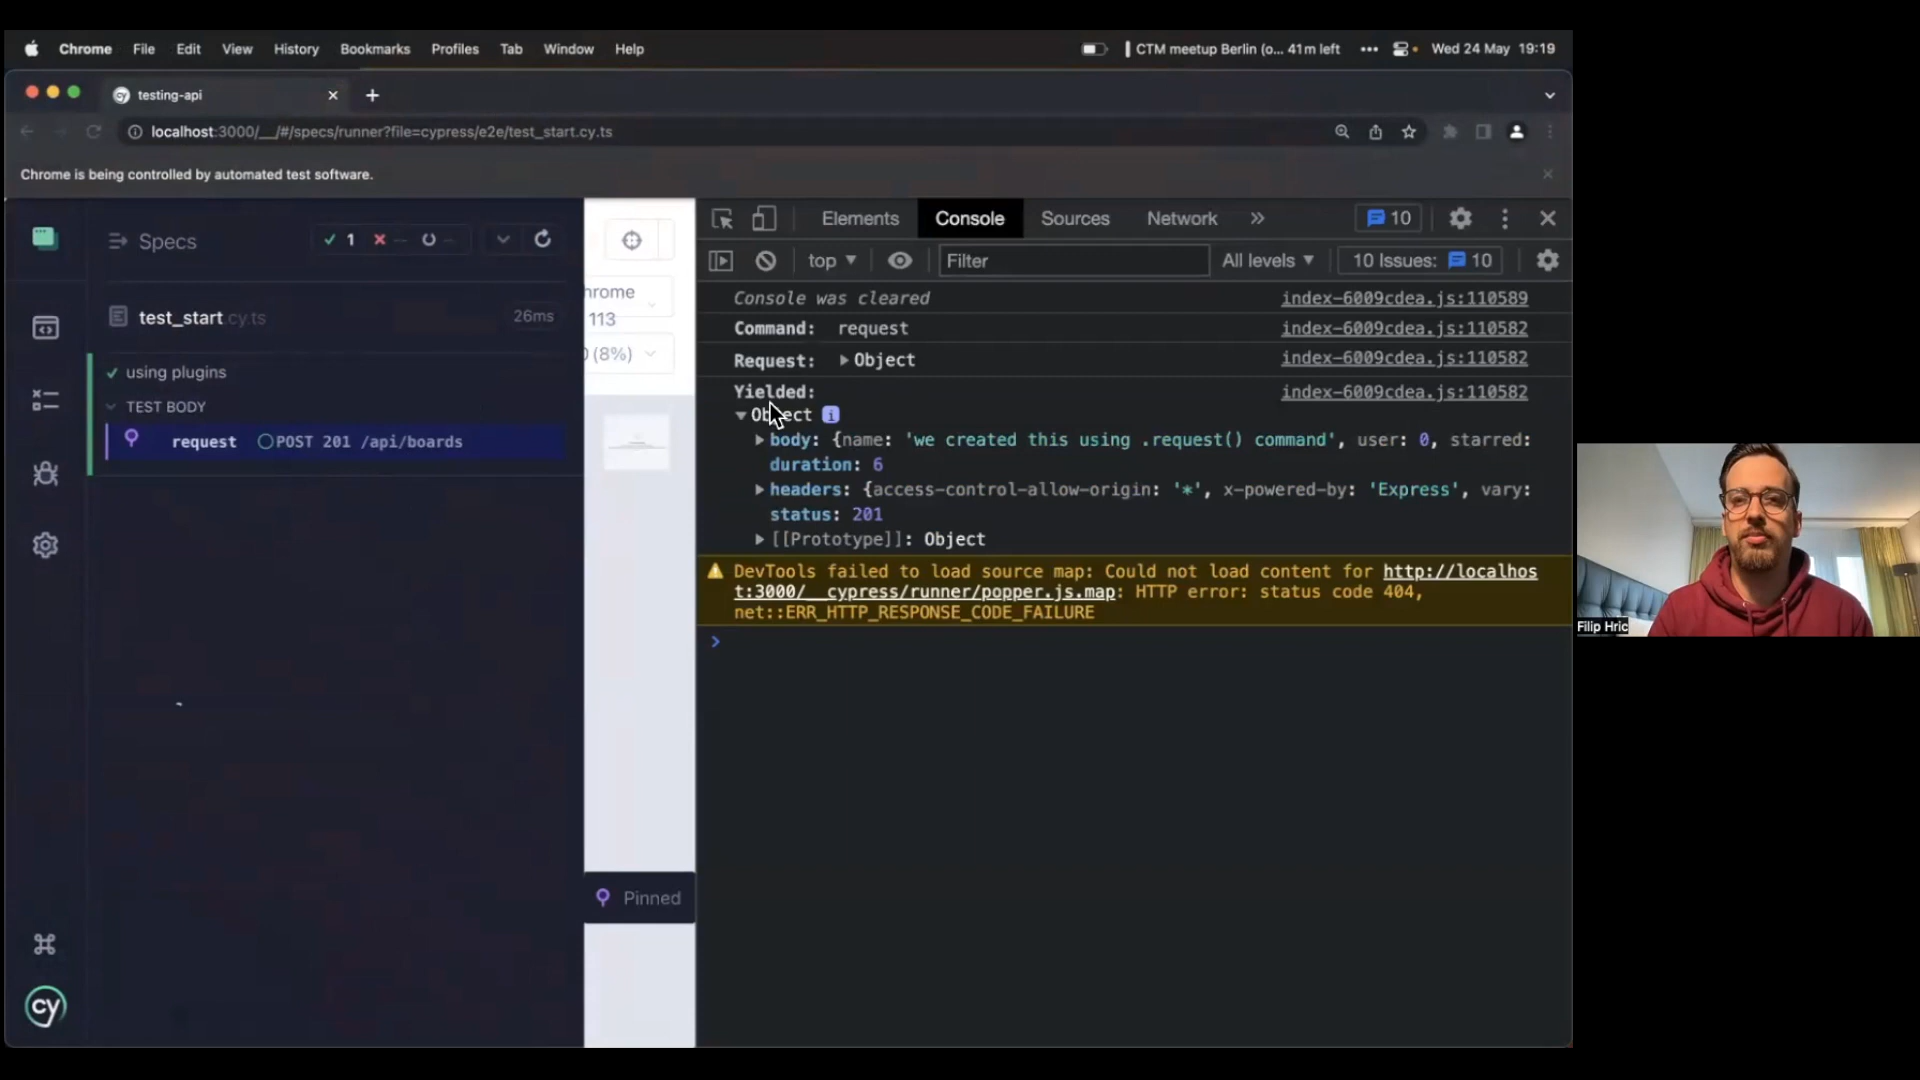 Chrome File Edit View History Bookmarks Profiles Tab Window Help CTM meetup Berlin (o... 41m left ••• Wed 24 May 19:19
testing-api
localhost:3000/__/#/specs/runner?file=cypress/e2e/test_start.cy.ts
Chrome is being controlled by automated test software.
Specs 1 -- --
test_start.cy.ts 26ms
using plugins
TEST BODY
request POST 201 /api/boards
hrome
113
(8%)
Pinned
cy
Elements Console Sources Network » 10
top Filter All levels 10 Issues: 10
Console was cleared index-6009cdea.js:110589
Command: request index-6009cdea.js:110582
Request: Object index-6009cdea.js:110582
Yielded: index-6009cdea.js:110582
Object i
body: {name: 'we created this using .request() command', user: 0, starred:
duration: 6
headers: {access-control-allow-origin: '*', x-powered-by: 'Express', vary:
status: 201
[[Prototype]]: Object
DevTools failed to load source map: Could not load content for http://localhos
t:3000/__cypress/runner/popper.js.map: HTTP error: status code 404,
net::ERR_HTTP_RESPONSE_CODE_FAILURE
Filip Hric